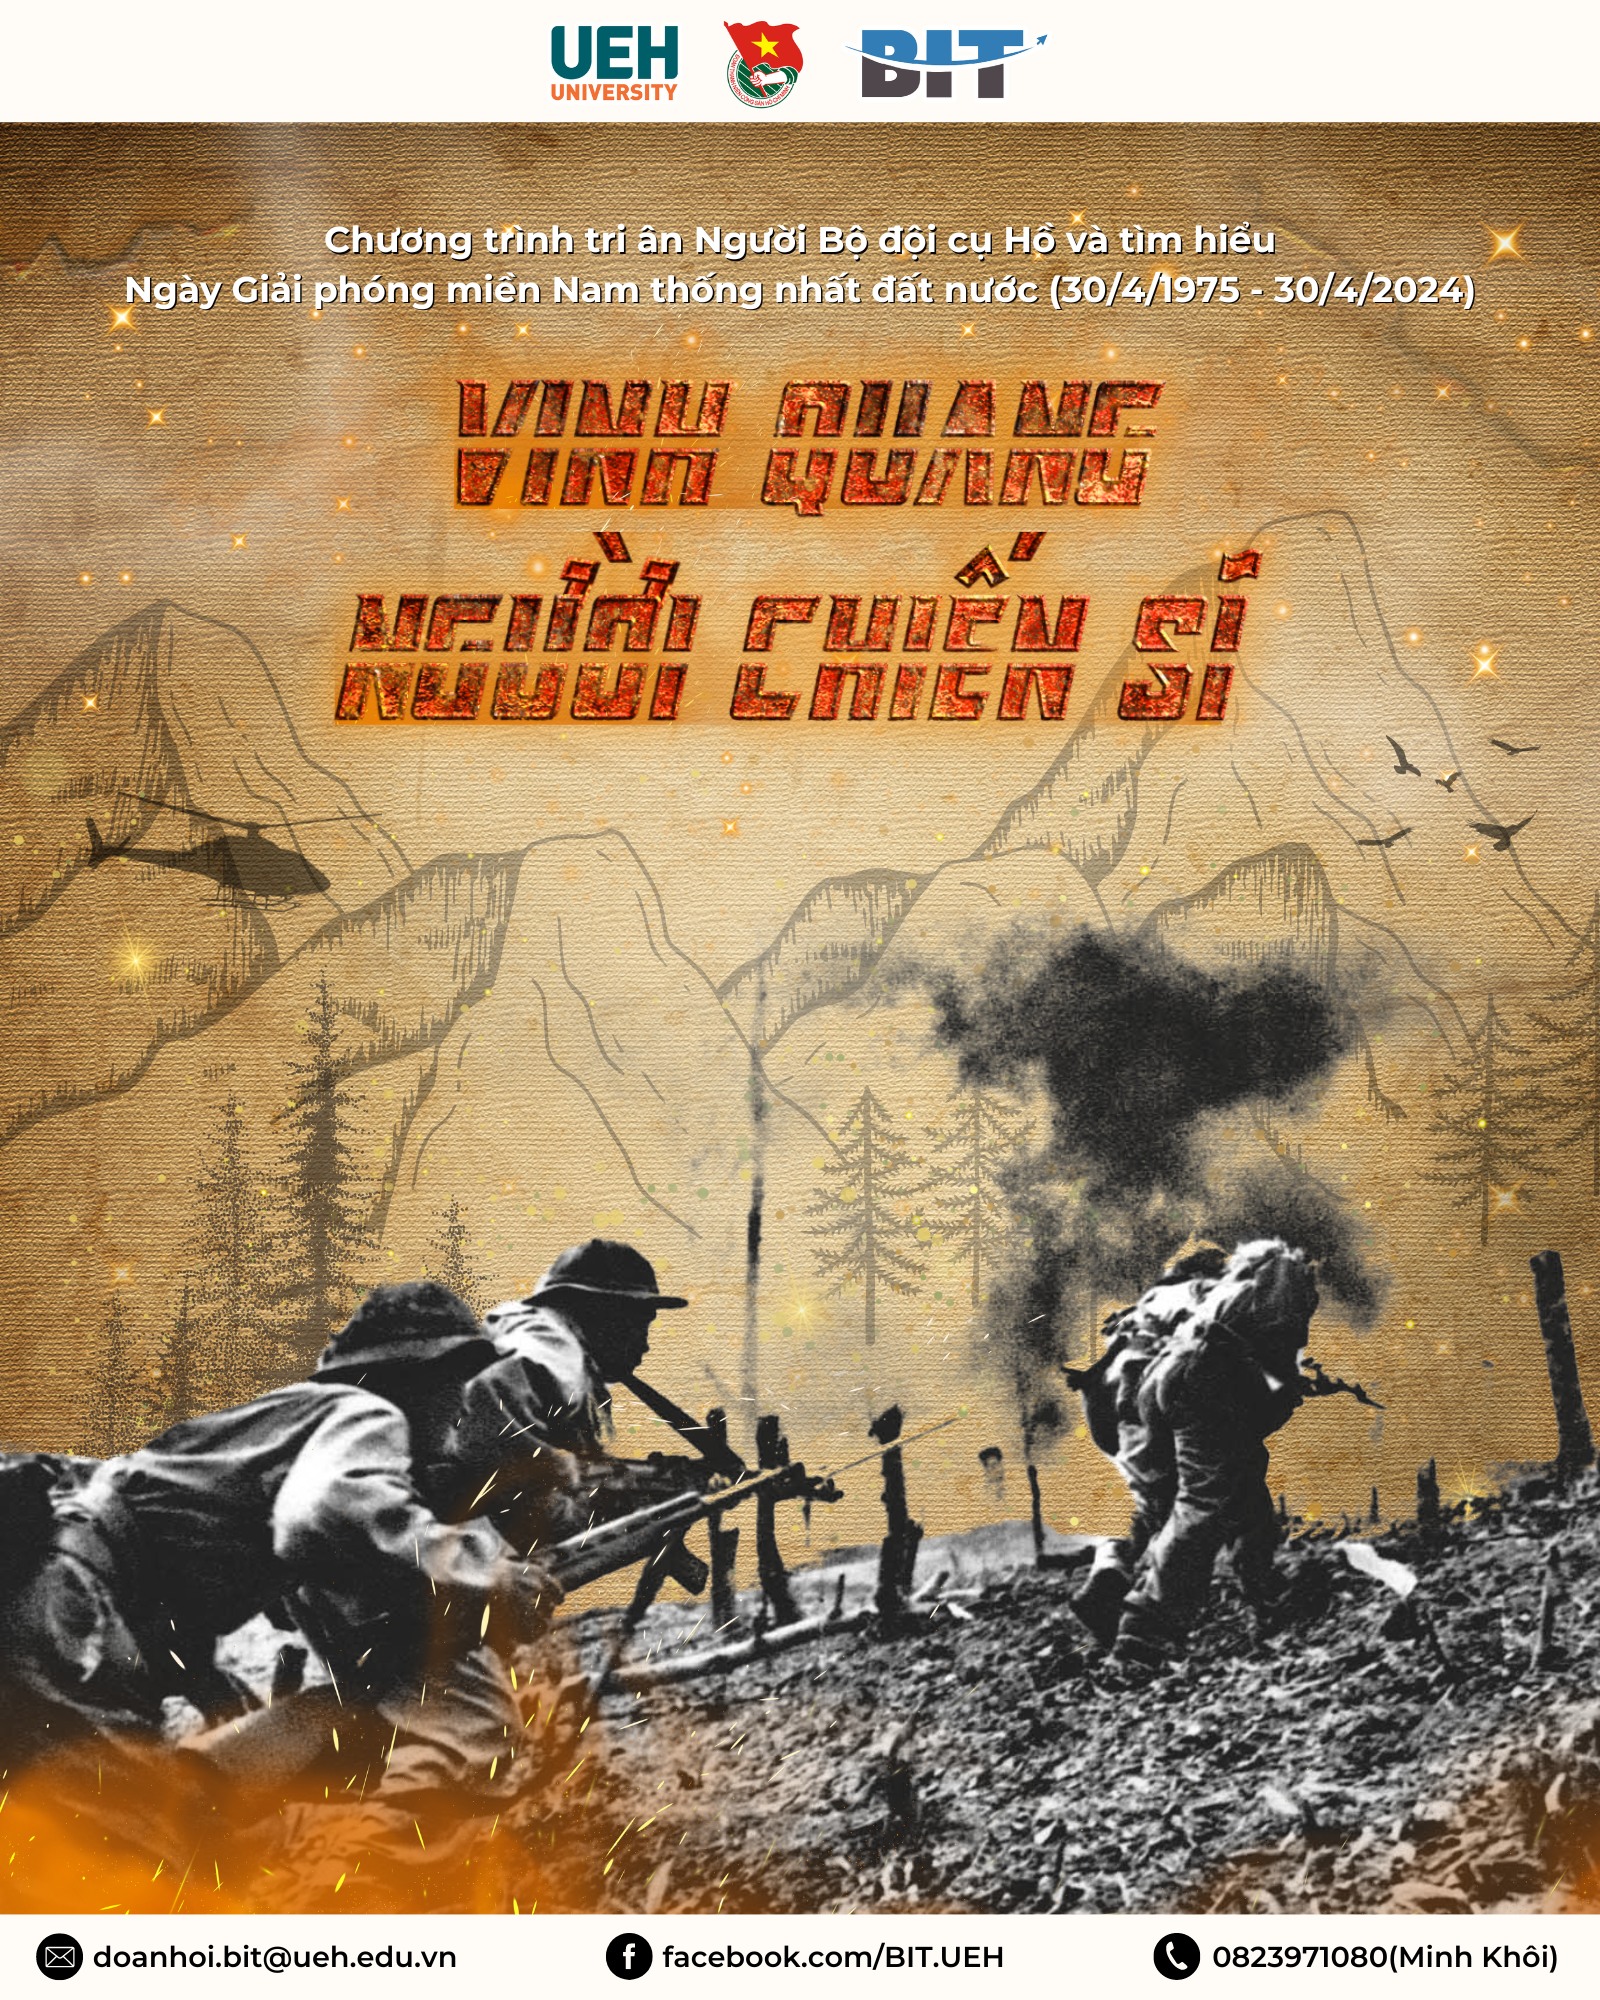 UEH
UNIVERSITY
BIT
Chương trình tri ân Người Bộ đội cụ Hồ và tìm hiểu
Ngày Giải phóng miền Nam thống nhất đất nước (30/4/1975 - 30/4/2024)
VINH QUANG
NGƯỜI CHIẾN SĨ
doanhoi.bit@ueh.edu.vn
facebook.com/BIT.UEH
0823971080(Minh Khôi)